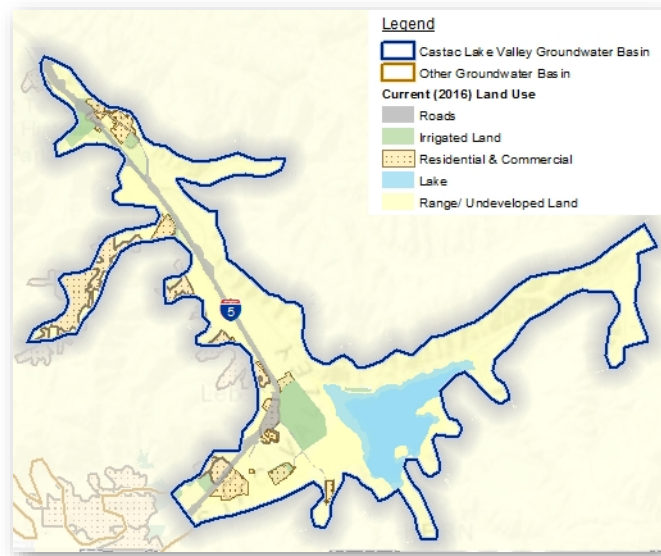 Legend
Castac Lake Valley Groundwater Basin
Other Groundwater Basin
Current (2016) Land Use
Roads
Irrigated Land
Residential & Commercial
Lake
Range/ Undeveloped Land
5